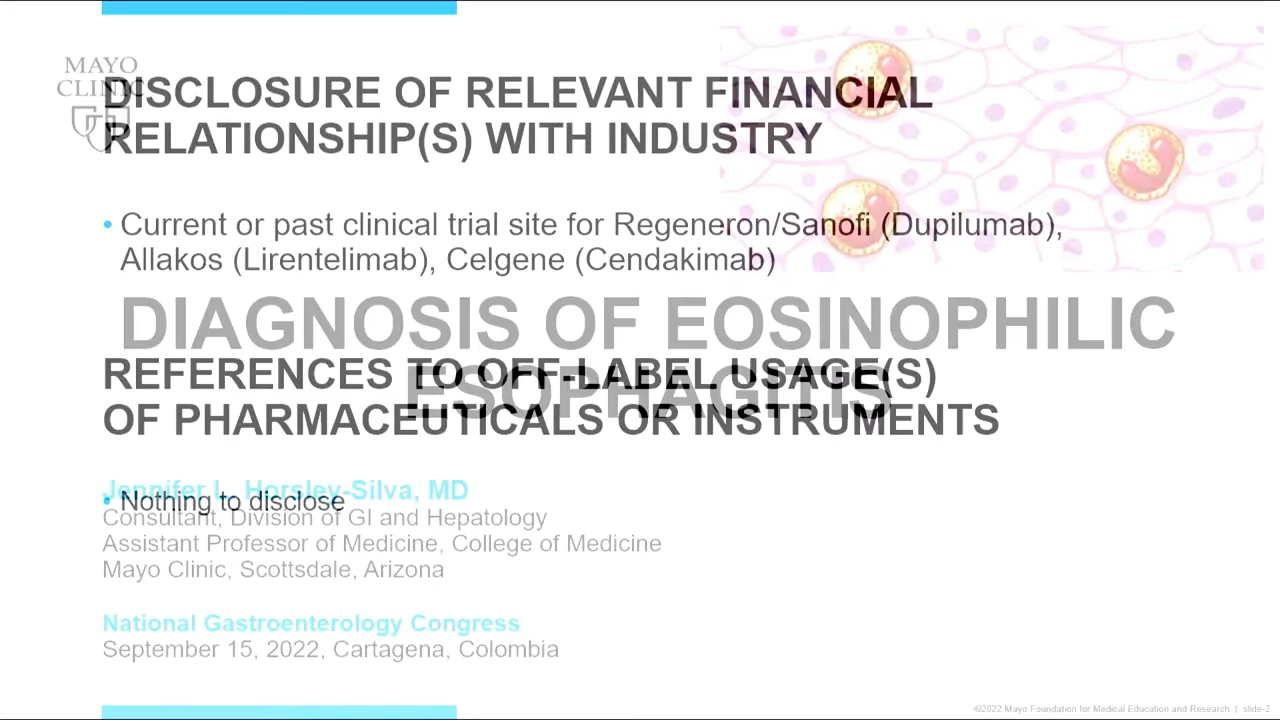 MAYO
CLINIC
DISCLOSURE OF RELEVANT FINANCIAL
RELATIONSHIP(S) WITH INDUSTRY
• Current or past clinical trial site for Regeneron/Sanofi (Dupilumab),
Allakos (Lirentelimab), Celgene (Cendakimab)
DIAGNOSIS OF EOSINOPHILIC
ESOPHAGITIS
REFERENCES TO OFF-LABEL USAGE(S)
OF PHARMACEUTICALS OR INSTRUMENTS
Jennifer L. Horsley-Silva, MD
• Nothing to disclose
Consultant, Division of GI and Hepatology
Assistant Professor of Medicine, College of Medicine
Mayo Clinic, Scottsdale, Arizona
National Gastroenterology Congress
September 15, 2022, Cartagena, Colombia
©2022 Mayo Foundation for Medical Education and Research | slide-2